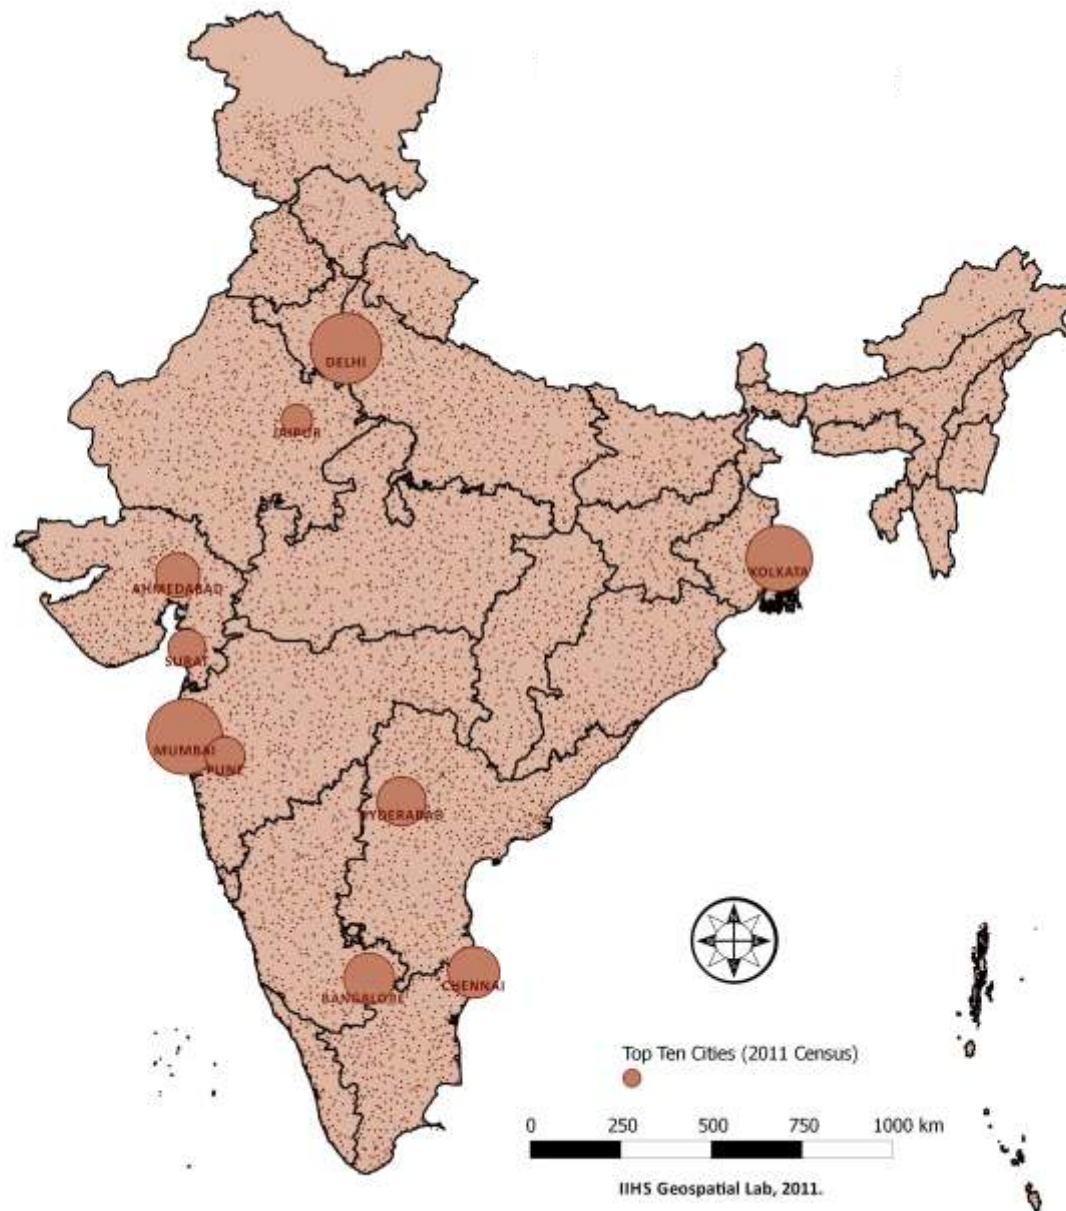 DELHI
JAIPUR
AHMEDABAD
KOLKATA
SURAT
MUMBAI
PUNE
HYDERABAD
BANGALORE
CHENNAI
Top Ten Cities (2011 Census)
0 250 500 750 1000 km
IIHS Geospatial Lab, 2011.